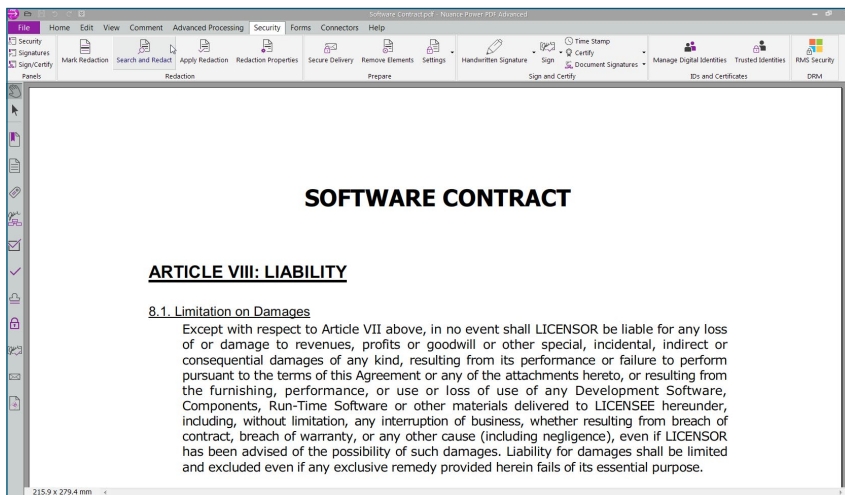 Software Contract.pdf - Nuance Power PDF Advanced
File Home Edit View Comment Advanced Processing Security Forms Connectors Help
Security
Signatures
Sign/Certify
Panels
Mark Redaction Search and Redact Apply Redaction Redaction Properties
Redaction
Secure Delivery Remove Elements Settings
Prepare
Handwritten Signature Sign
Time Stamp
Certify
Document Signatures
Sign and Certify
Manage Digital Identities Trusted Identities
IDs and Certificates
RMS Security
DRM
SOFTWARE CONTRACT
ARTICLE VIII: LIABILITY
8.1. Limitation on Damages
Except with respect to Article VII above, in no event shall LICENSOR be liable for any loss
of or damage to revenues, profits or goodwill or other special, incidental, indirect or
consequential damages of any kind, resulting from its performance or failure to perform
pursuant to the terms of this Agreement or any of the attachments hereto, or resulting from
the furnishing, performance, or use or loss of use of any Development Software,
Components, Run-Time Software or other materials delivered to LICENSEE hereunder,
including, without limitation, any interruption of business, whether resulting from breach of
contract, breach of warranty, or any other cause (including negligence), even if LICENSOR
has been advised of the possibility of such damages. Liability for damages shall be limited
and excluded even if any exclusive remedy provided herein fails of its essential purpose.
215.9 x 279.4 mm